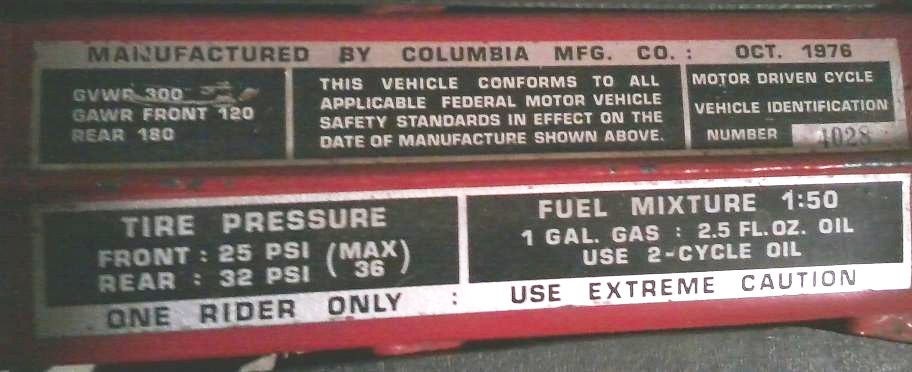 MANUFACTURED BY COLUMBIA MFG. CO.: OCT. 1976
GVWR 300
GAWR FRONT 120
REAR 180
THIS VEHICLE CONFORMS TO ALL
APPLICABLE FEDERAL MOTOR VEHICLE
SAFETY STANDARDS IN EFFECT ON THE
DATE OF MANUFACTURE SHOWN ABOVE.
MOTOR DRIVEN CYCLE
VEHICLE IDENTIFICATION
NUMBER 4028
TIRE PRESSURE
FRONT : 25 PSI (MAX)
REAR : 32 PSI ( 36 )
FUEL MIXTURE 1:50
1 GAL. GAS : 2.5 FL.OZ. OIL
USE 2-CYCLE OIL
ONE RIDER ONLY : USE EXTREME CAUTION